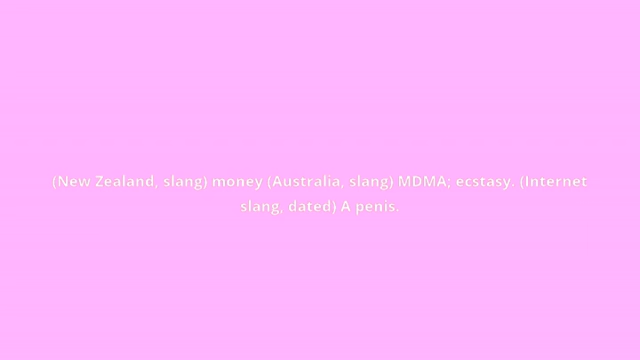 (New Zealand, slang) money (Australia, slang) MDMA; ecstasy. (Internet
slang, dated) A penis.